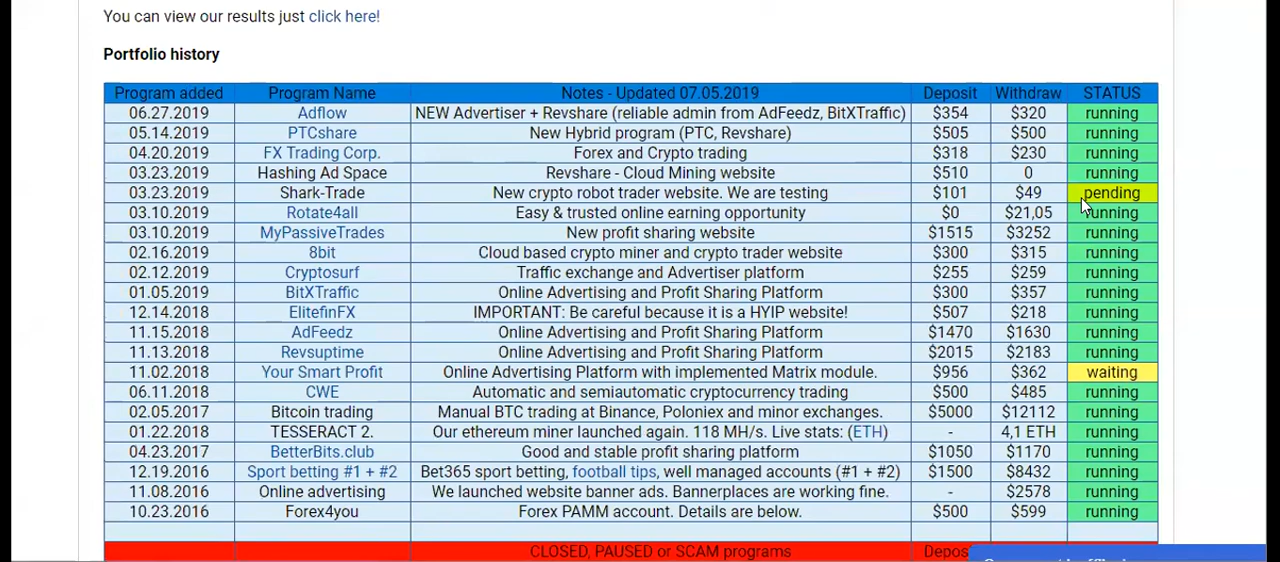 You can view our results just click here!
Portfolio history
Program added Program Name Notes - Updated 07.05.2019 Deposit Withdraw STATUS
06.27.2019 Adflow NEW Advertiser + Revshare (reliable admin from AdFeedz, BitXTraffic) $354 $320 running
05.14.2019 PTCshare New Hybrid program (PTC, Revshare) $505 $500 running
04.20.2019 FX Trading Corp. Forex and Crypto trading $318 $230 running
03.23.2019 Hashing Ad Space Revshare - Cloud Mining website $510 0 running
03.23.2019 Shark-Trade New crypto robot trader website. We are testing $101 $49 pending
03.10.2019 Rotate4all Easy & trusted online earning opportunity $0 $21,05 running
03.10.2019 MyPassiveTrades New profit sharing website $1515 $3252 running
02.16.2019 8bit Cloud based crypto miner and crypto trader website $300 $315 running
02.12.2019 Cryptosurf Traffic exchange and Advertiser platform $255 $259 running
01.05.2019 BitXTraffic Online Advertising and Profit Sharing Platform $300 $357 running
12.14.2018 ElitefinFX IMPORTANT: Be careful because it is a HYIP website! $507 $218 running
11.15.2018 AdFeedz Online Advertising and Profit Sharing Platform $1470 $1630 running
11.13.2018 Revsuptime Online Advertising and Profit Sharing Platform $2015 $2183 running
11.02.2018 Your Smart Profit Online Advertising Platform with implemented Matrix module. $956 $362 waiting
06.11.2018 CWE Automatic and semiautomatic cryptocurrency trading $500 $485 running
02.05.2017 Bitcoin trading Manual BTC trading at Binance, Poloniex and minor exchanges. $5000 $12112 running
01.22.2018 TESSERACT 2. Our ethereum miner launched again. 118 MH/s. Live stats: (ETH) - 4,1 ETH running
04.23.2017 BetterBits.club Good and stable profit sharing platform $1050 $1170 running
12.19.2016 Sport betting #1 + #2 Bet365 sport betting, football tips, well managed accounts (#1 + #2) $1500 $8432 running
11.08.2016 Online advertising We launched website banner ads. Bannerplaces are working fine. - $2578 running
10.23.2016 Forex4you Forex PAMM account. Details are below. $500 $599 running
CLOSED, PAUSED or SCAM programs